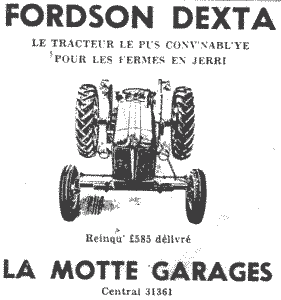 FORDSON DEXTA
LE TRACTEUR LE PUS CONV'NABL'YE
POUR LES FERMES EN JERRI
Reinqu' £585 délivré
LA MOTTE GARAGES
Central 31361